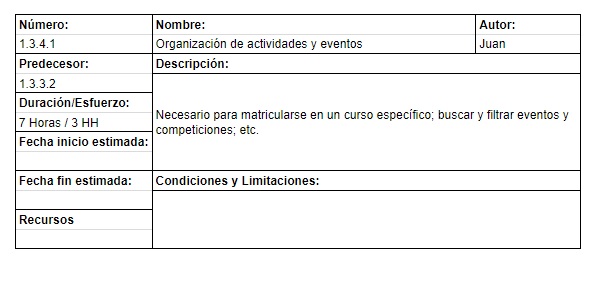 Número: Nombre: Autor:
1.3.4.1 Organización de actividades y eventos Juan
Predecesor: Descripción:
1.3.3.2
Duración/Esfuerzo:
7 Horas / 3 HH
Fecha inicio estimada:
Necesario para matricularse en un curso específico; buscar y filtrar eventos y
competiciones; etc.
Fecha fin estimada: Condiciones y Limitaciones:
Recursos